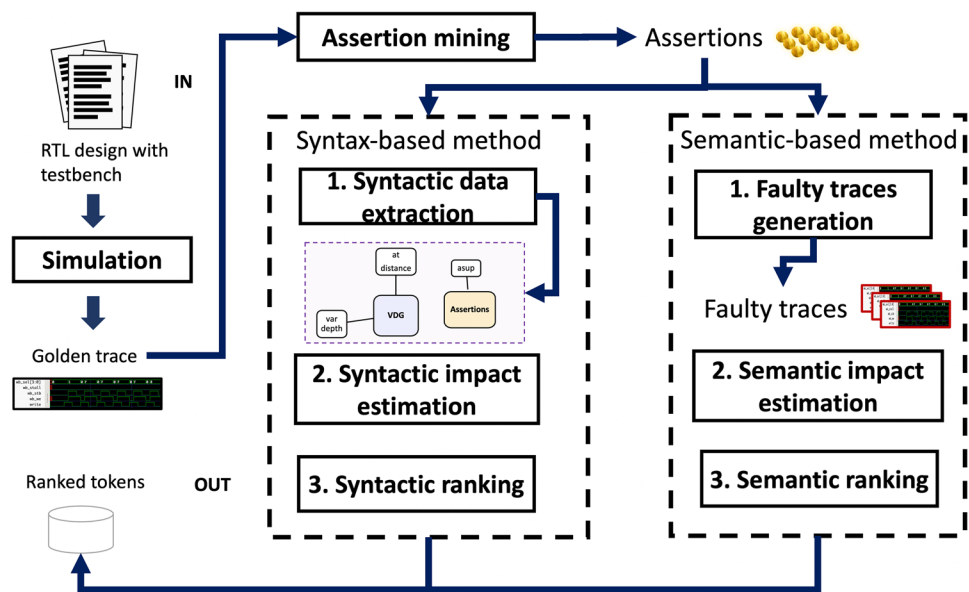 IN
RTL design with
testbench
Simulation
Golden trace
Ranked tokens
OUT
Assertion mining
Assertions
Syntax-based method
1. Syntactic data
extraction
at
distance
asup
var
depth
VDG
Assertions
2. Syntactic impact
estimation
3. Syntactic ranking
Semantic-based method
1. Faulty traces
generation
Faulty traces
2. Semantic impact
estimation
3. Semantic ranking